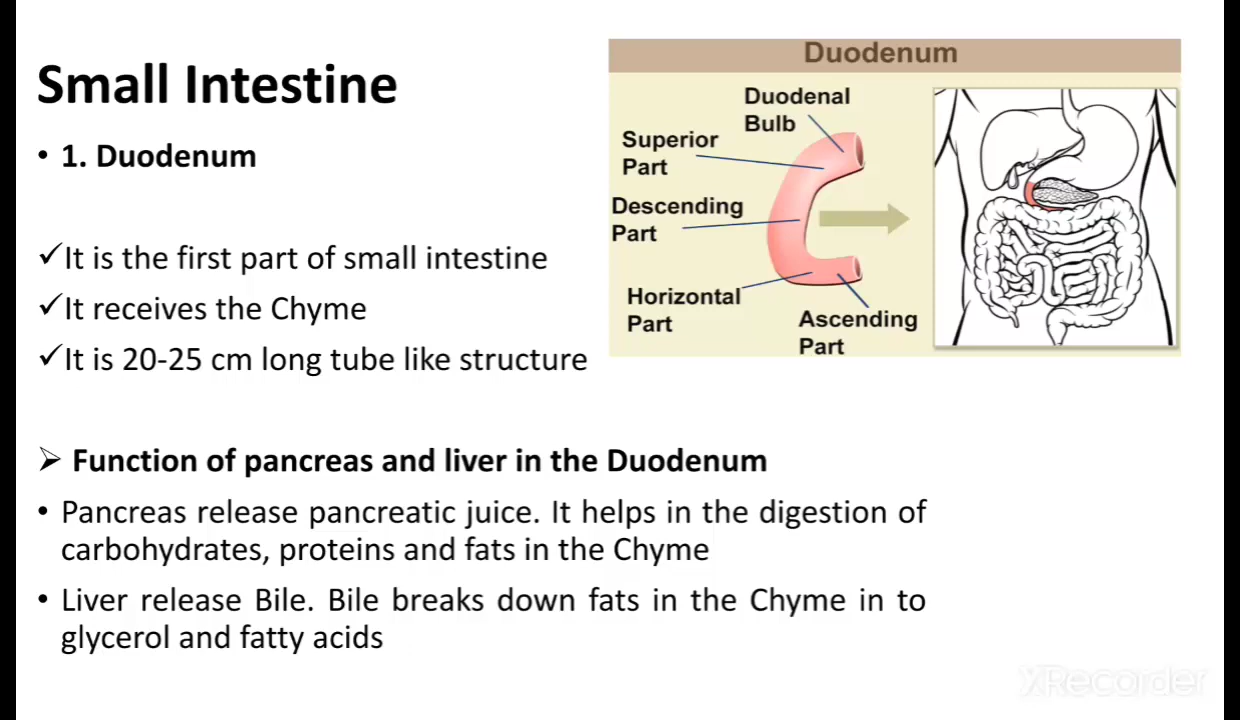 Small Intestine
• 1. Duodenum
✓It is the first part of small intestine
✓It receives the Chyme
✓It is 20-25 cm long tube like structure
➢ Function of pancreas and liver in the Duodenum
• Pancreas release pancreatic juice. It helps in the digestion of
carbohydrates, proteins and fats in the Chyme
• Liver release Bile. Bile breaks down fats in the Chyme in to
glycerol and fatty acids
Duodenum
Duodenal
Bulb
Superior
Part
Descending
Part
Horizontal
Part
Ascending
Part
XRecorder